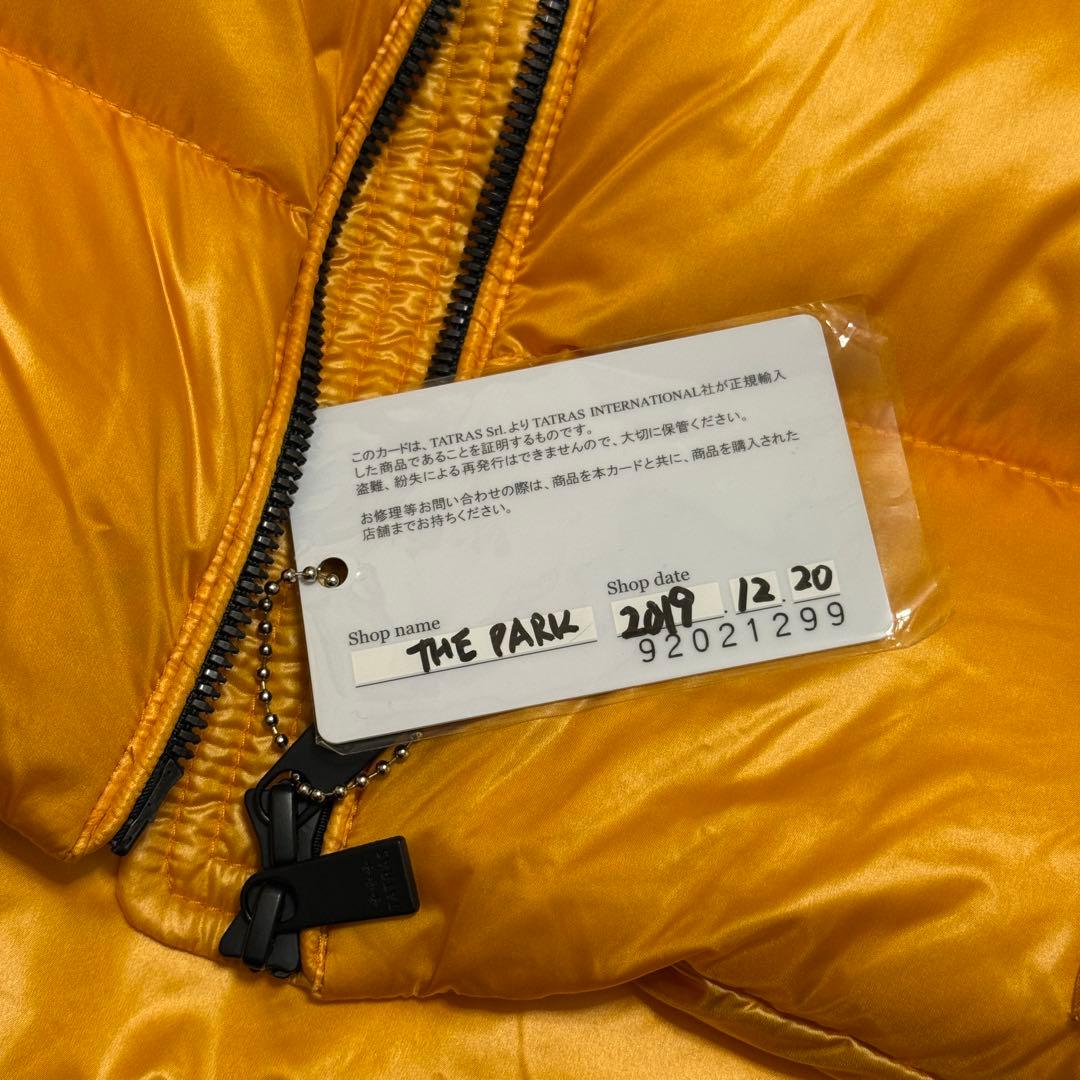 このカードは、TATRAS Srl.よりTATRAS INTERNATIONAL社が正規輸入
した商品であることを証明するものです。
盗難、紛失による再発行はできませんので、大切に保管ください。
お修理等お問い合わせの際は、商品を本カードと共に、商品を購入された
店舗までお持ちください。
Shop name THE PARK
Shop date 2019.12.20
92021299
TATRAS